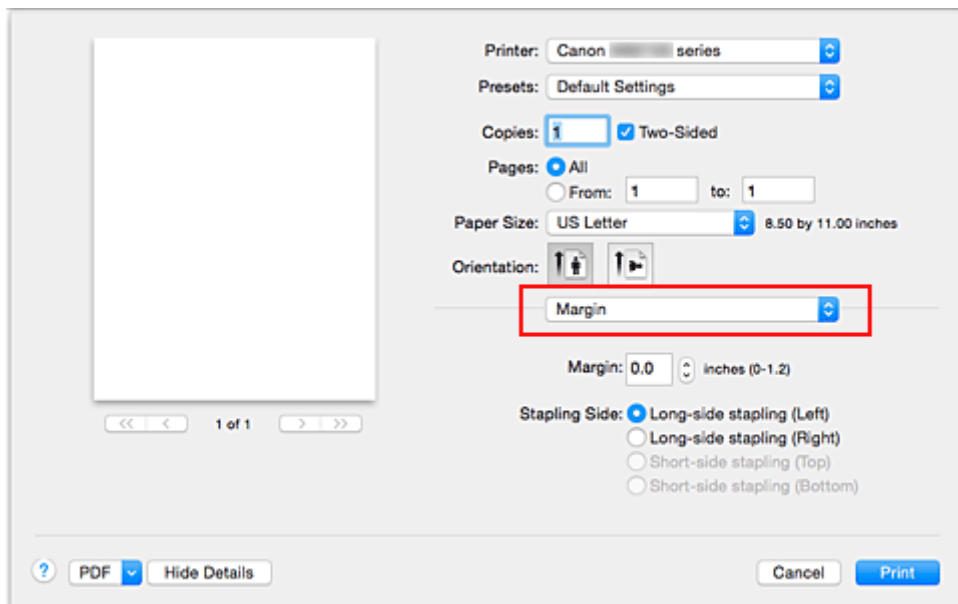 Printer: Canon series
Presets: Default Settings
Copies: 1 Two-Sided
Pages: All
From: 1 to: 1
Paper Size: US Letter 8.50 by 11.00 inches
Orientation:
Margin
Margin: 0.0 inches (0-1.2)
Stapling Side: Long-side stapling (Left)
Long-side stapling (Right)
Short-side stapling (Top)
Short-side stapling (Bottom)
1 of 1
? PDF Hide Details Cancel Print